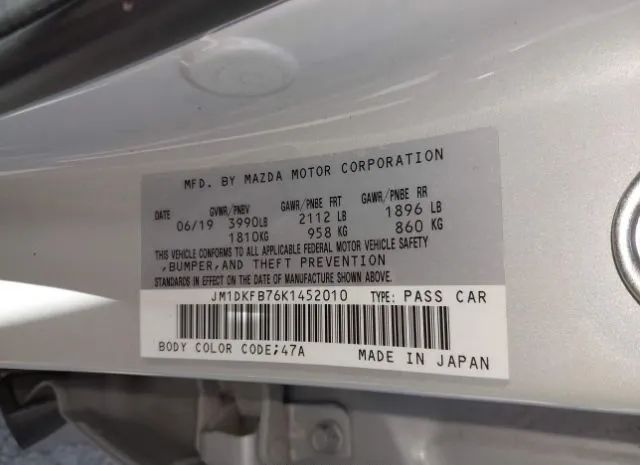 MFD. BY MAZDA MOTOR CORPORATION
DATE GVWR/PNBV GAWR/PNBE FRT GAWR/PNBE RR
06/19 3990LB 2112 LB 1896 LB
1810KG 958 KG 860 KG
THIS VEHICLE CONFORMS TO ALL APPLICABLE FEDERAL MOTOR VEHICLE SAFETY
,BUMPER,AND THEFT PREVENTION
STANDARDS IN EFFECT ON THE DATE OF MANUFACTURE SHOWN ABOVE.
JM1DKFB76K1452010 TYPE: PASS CAR
BODY COLOR CODE;47A MADE IN JAPAN